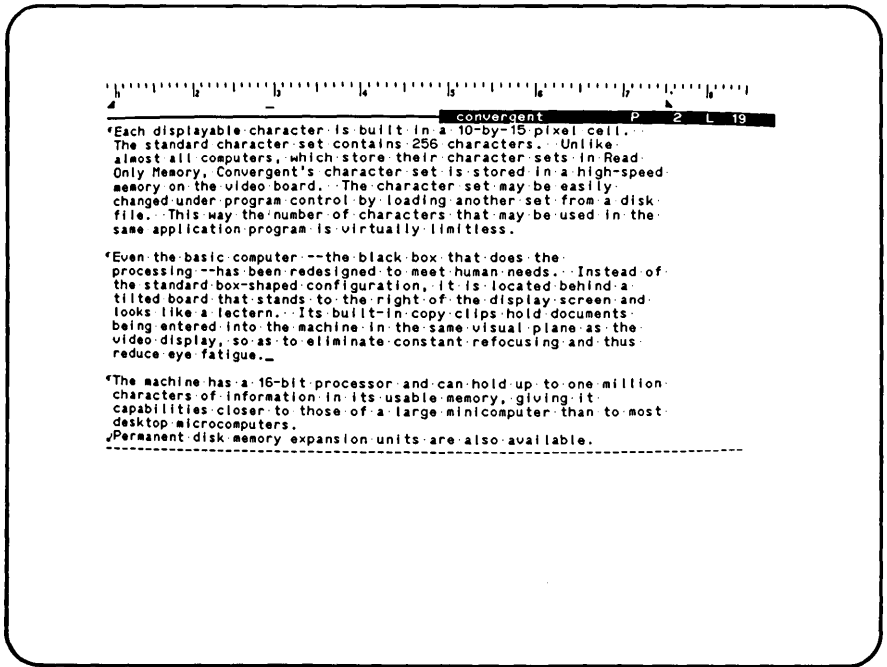 1 2 3 4 5 6 7 8
convergent P 2 L 19
Each displayable character is built in a 10-by-15 pixel cell.
The standard character set contains 256 characters. Unlike
almost all computers, which store their character sets in Read
Only Memory, Convergent's character set is stored in a high-speed
memory on the video board. The character set may be easily
changed under program control by loading another set from a disk
file. This way the number of characters that may be used in the
same application program is virtually limitless.
Even the basic computer --the black box that does the
processing --has been redesigned to meet human needs. Instead of
the standard box-shaped configuration, it is located behind a
tilted board that stands to the right of the display screen and
looks like a lectern. Its built-in copy clips hold documents
being entered into the machine in the same visual plane as the
video display, so as to eliminate constant refocusing and thus
reduce eye fatigue._
The machine has a 16-bit processor and can hold up to one million
characters of information in its usable memory, giving it
capabilities closer to those of a large minicomputer than to most
desktop microcomputers.
Permanent disk memory expansion units are also available.